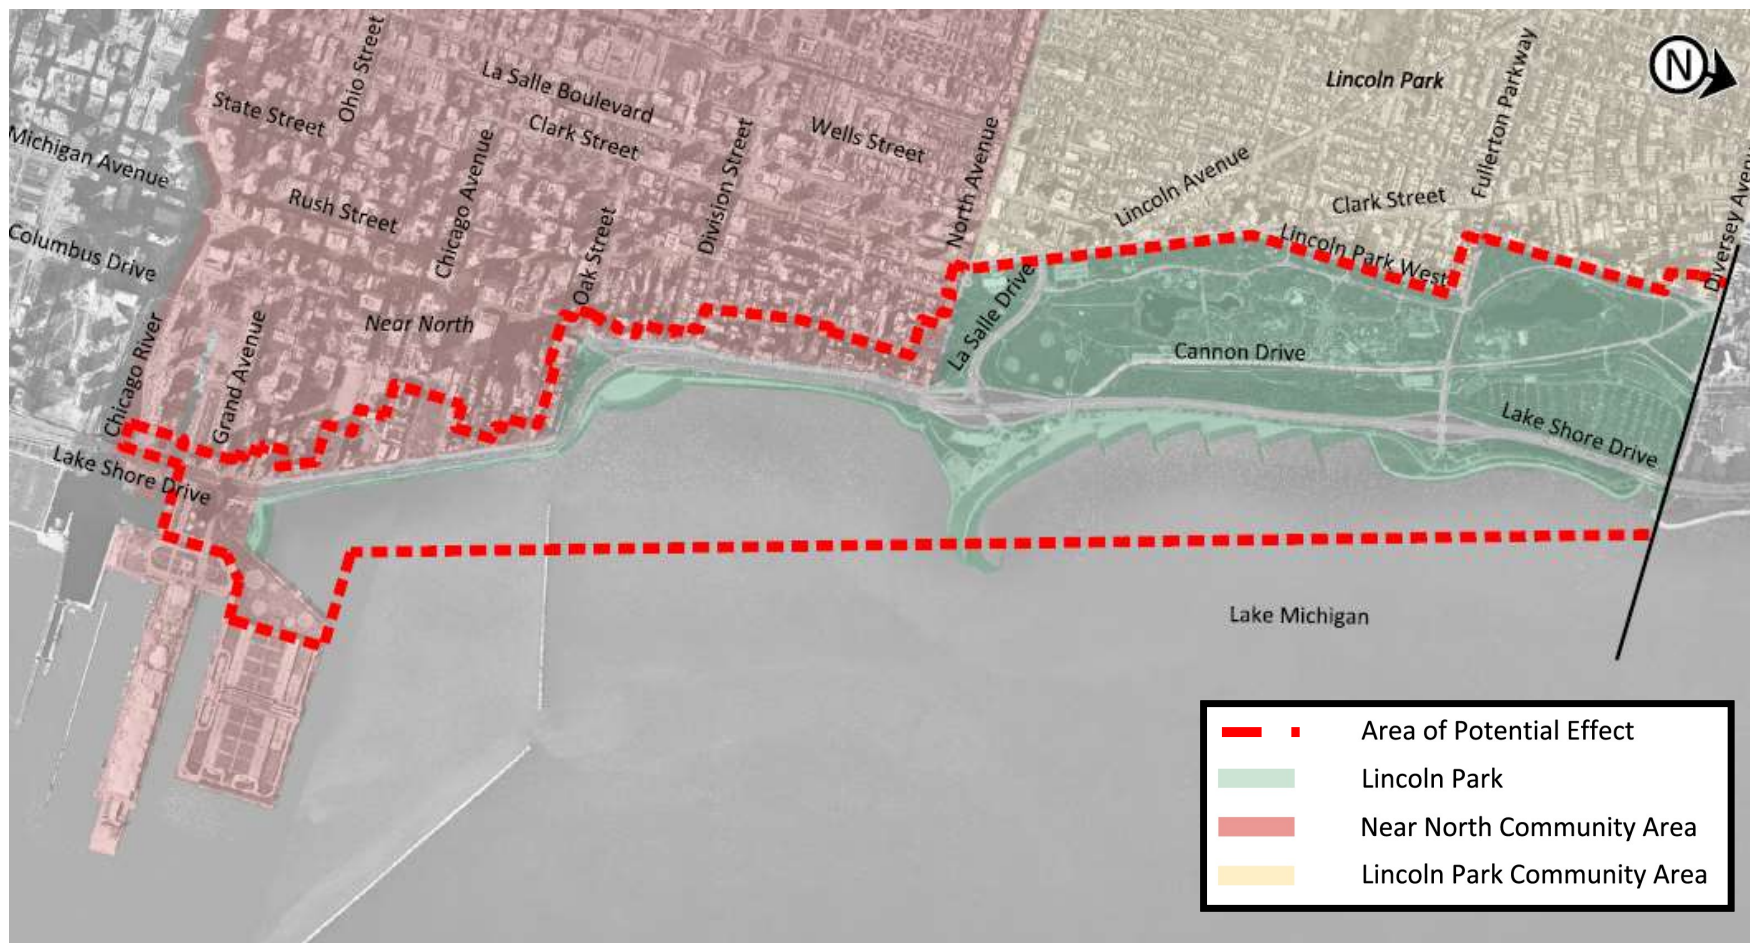 Ohio Street
La Salle Boulevard
State Street
Clark Street
Wells Street
Michigan Avenue
Rush Street
Chicago Avenue
Division Street
North Avenue
Lincoln Park
N
Fullerton Parkway
Lincoln Avenue
Clark Street
Columbus Drive
Oak Street
Lincoln Park West
Diversey Avenu
Near North
La Salle Drive
Cannon Drive
Chicago River
Grand Avenue
Lake Shore Drive
Lake Shore Drive
Lake Michigan
Area of Potential Effect
Lincoln Park
Near North Community Area
Lincoln Park Community Area